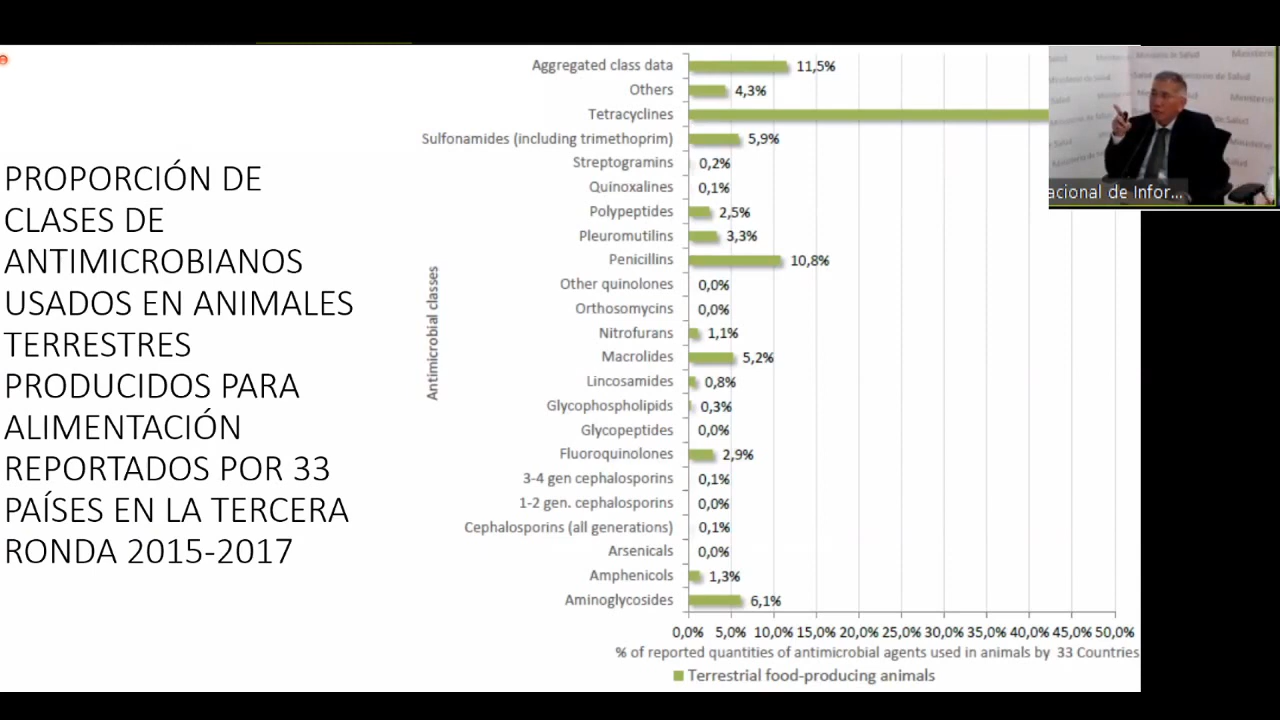 PROPORCIÓN DE
CLASES DE
ANTIMICROBIANOS
USADOS EN ANIMALES
TERRESTRES
PRODUCIDOS PARA
ALIMENTACIÓN
REPORTADOS POR 33
PAÍSES EN LA TERCERA
RONDA 2015-2017
Antimicrobial classes
Aggregated class data 11,5%
Others 4,3%
Tetracyclines
Sulfonamides (including trimethoprim) 5,9%
Streptogramins 0,2%
Quinoxalines 0,1%
Polypeptides 2,5%
Pleuromutilins 3,3%
Penicillins 10,8%
Other quinolones 0,0%
Orthosomycins 0,0%
Nitrofurans 1,1%
Macrolides 5,2%
Lincosamides 0,8%
Glycophospholipids 0,3%
Glycopeptides 0,0%
Fluoroquinolones 2,9%
3-4 gen cephalosporins 0,1%
1-2 gen. cephalosporins 0,0%
Cephalosporins (all generations) 0,1%
Arsenicals 0,0%
Amphenicols 1,3%
Aminoglycosides 6,1%
0,0% 5,0% 10,0% 15,0% 20,0% 25,0% 30,0% 35,0% 40,0% 45,0% 50,0%
% of reported quantities of antimicrobial agents used in animals by 33 Countries
Terrestrial food-producing animals
Ministerio de Salud
acional de Infor...